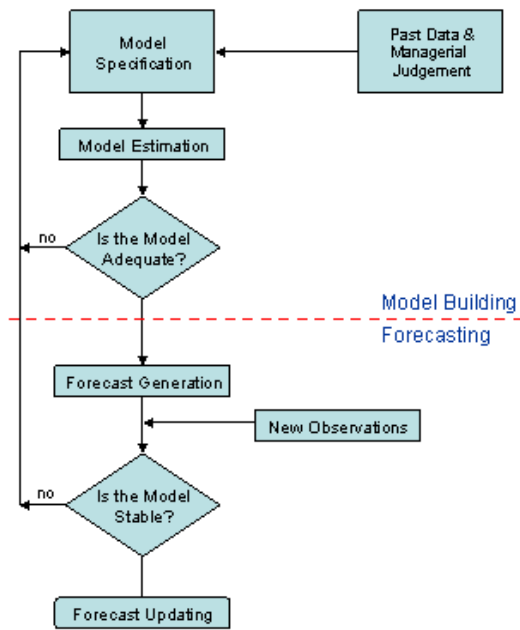 Model
Specification
Past Data &
Managerial
Judgement
Model Estimation
Is the Model
Adequate?
no
Model Building
Forecasting
Forecast Generation
New Observations
Is the Model
Stable?
no
Forecast Updating